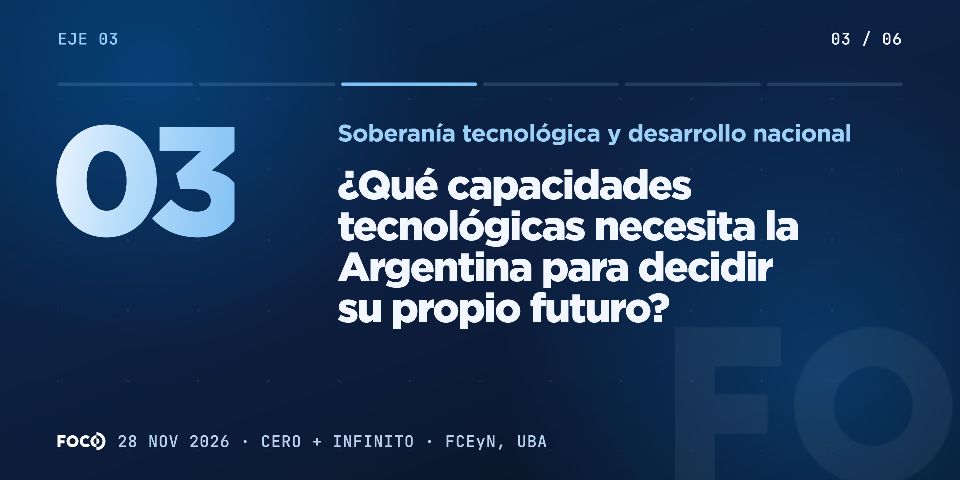 EJE 03
03 / 06
03
Soberanía tecnológica y desarrollo nacional
¿Qué capacidades
tecnológicas necesita la
Argentina para decidir
su propio futuro?
FO
FOCO 28 NOV 2026 · CERO + INFINITO · FCEyN, UBA